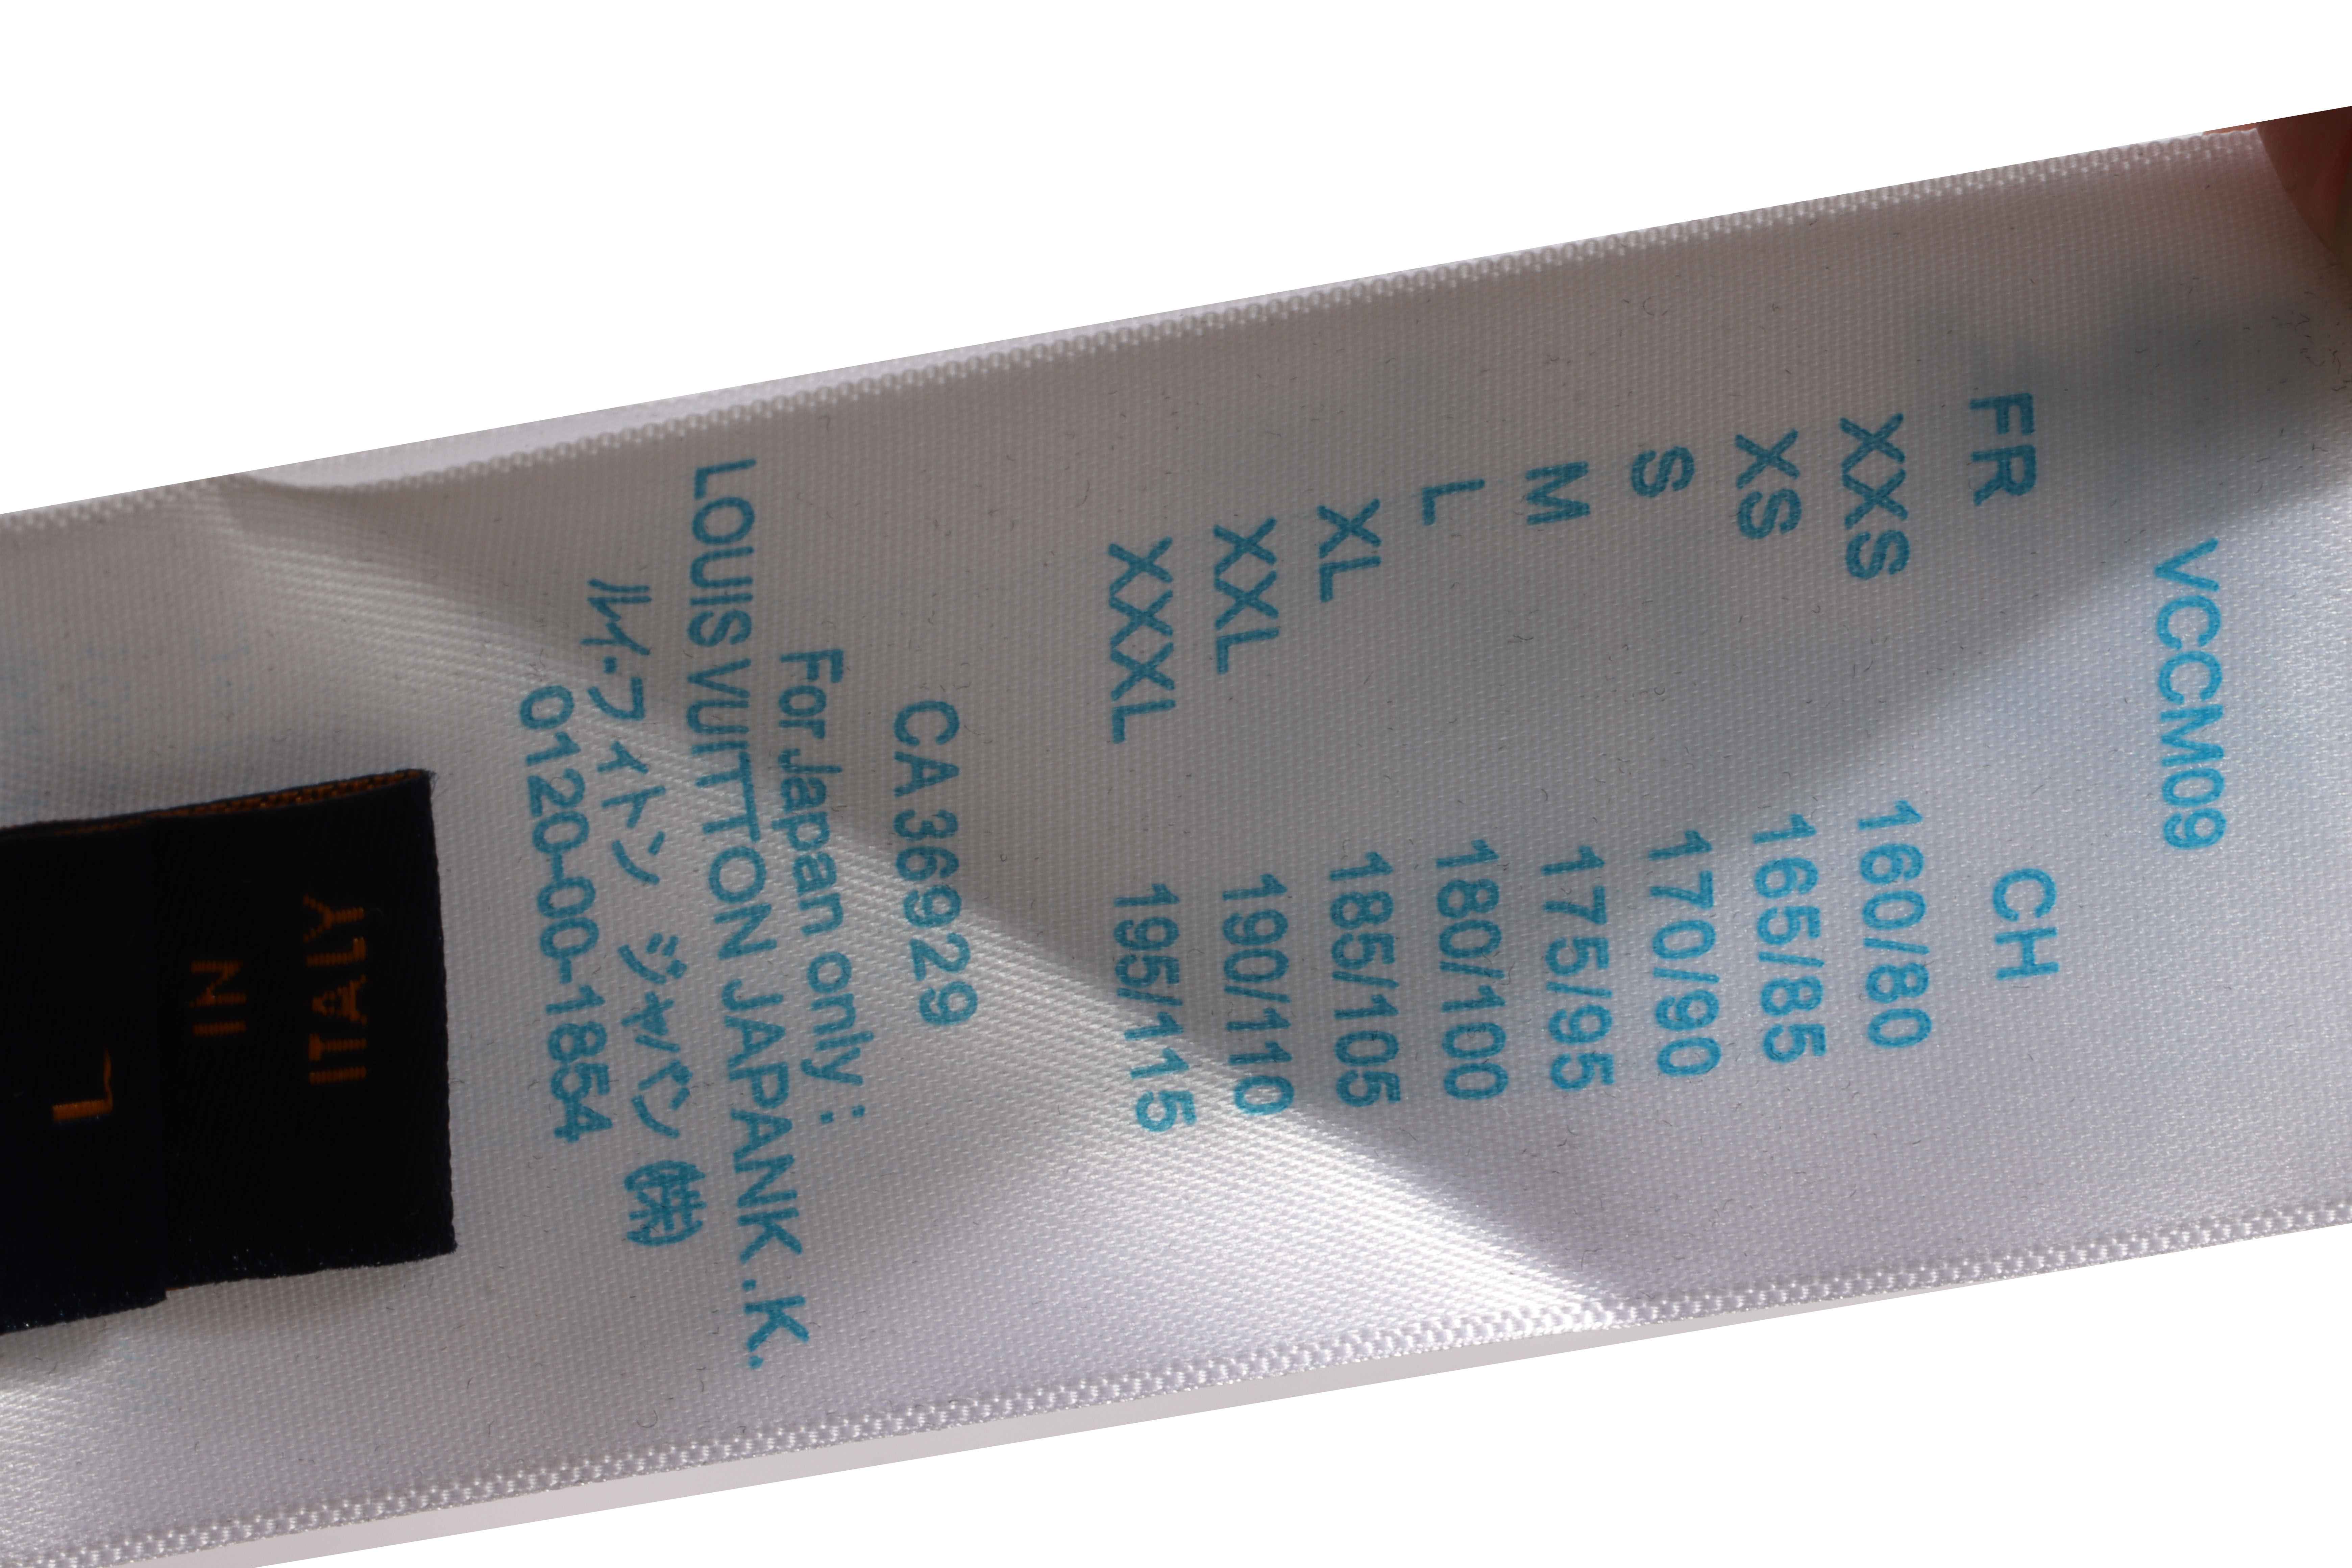 VCCM09
FR CH
XXS 160/80
XS 165/85
S 170/90
M 175/95
L 180/100
XL 185/105
XXL 190/110
XXXL 195/115
CA 36929
For Japan only :
LOUIS VUITTON JAPAN K.K.
ルイ・フィトン ジャパン ㈱
0120-00-1854
ITALY
IN
L